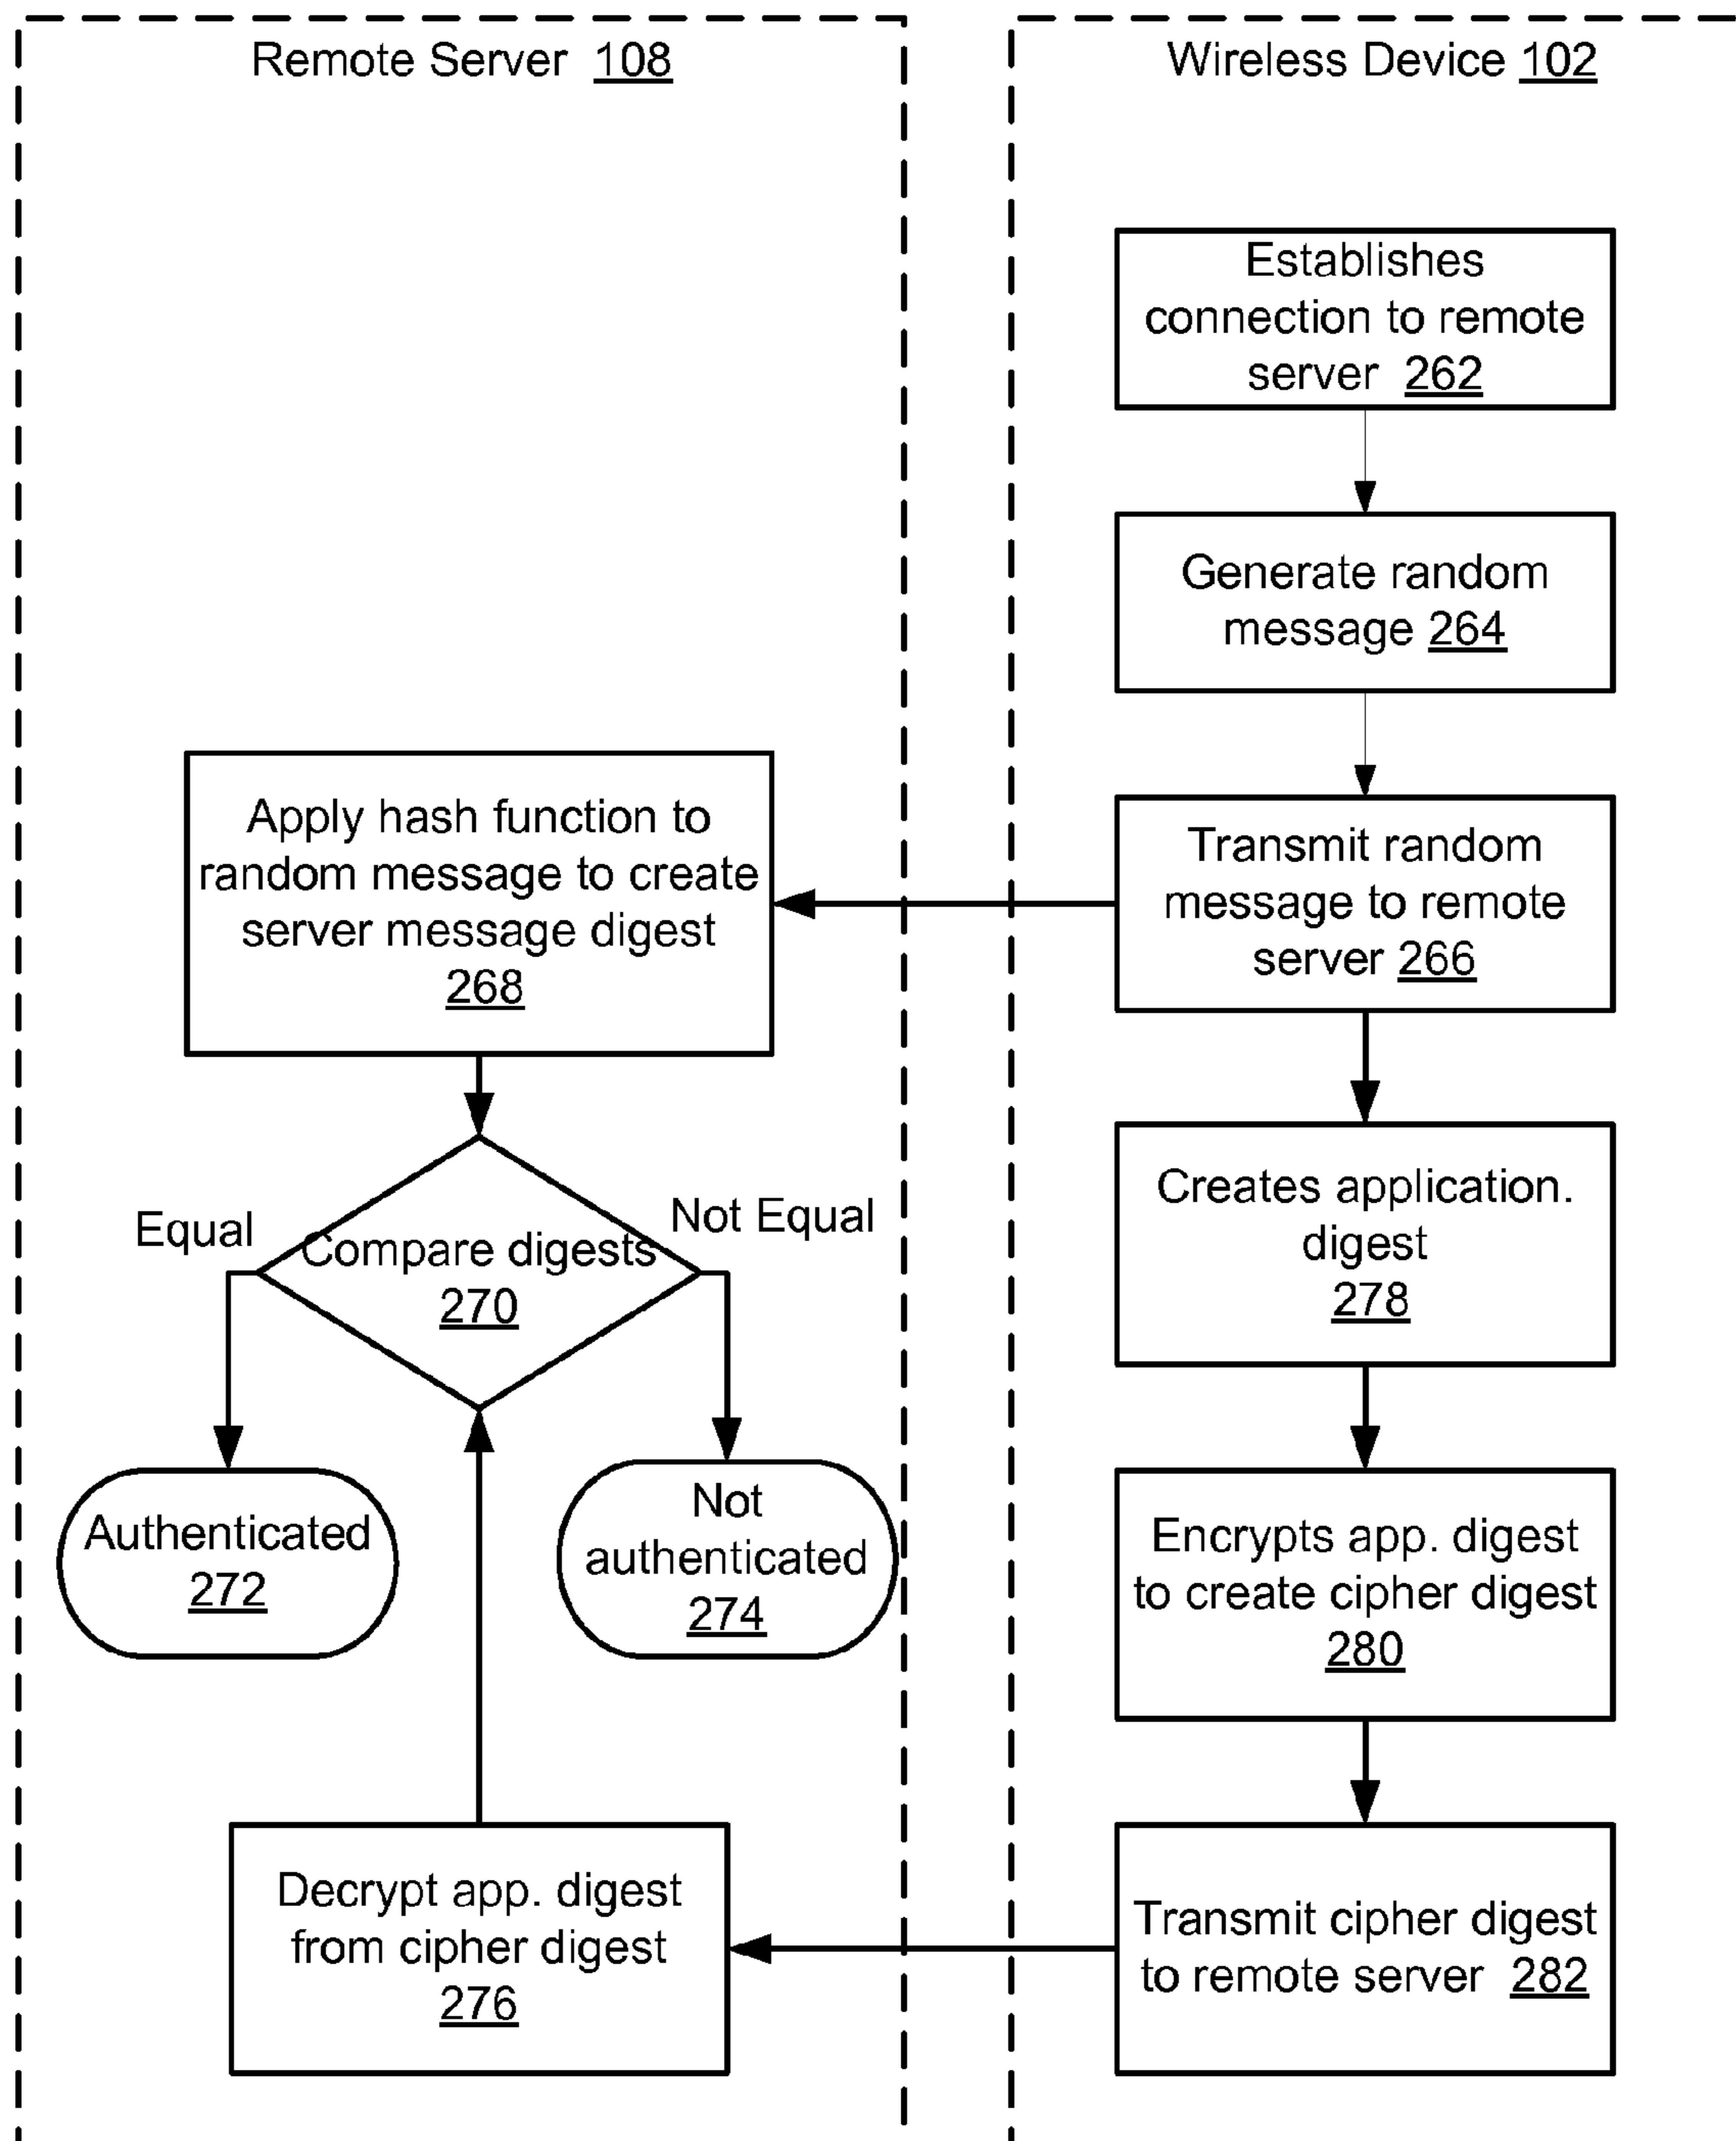 Remote Server 108
Wireless Device 102
Establishes
connection to remote
server 262
Generate random
message 264
Transmit random
message to remote
server 266
Apply hash function to
random message to create
server message digest
268
Equal
Not Equal
Compare digests
270
Creates application.
digest
278
Authenticated
272
Not
authenticated
274
Encrypts app. digest
to create cipher digest
280
Decrypt app. digest
from cipher digest
276
Transmit cipher digest
to remote server 282